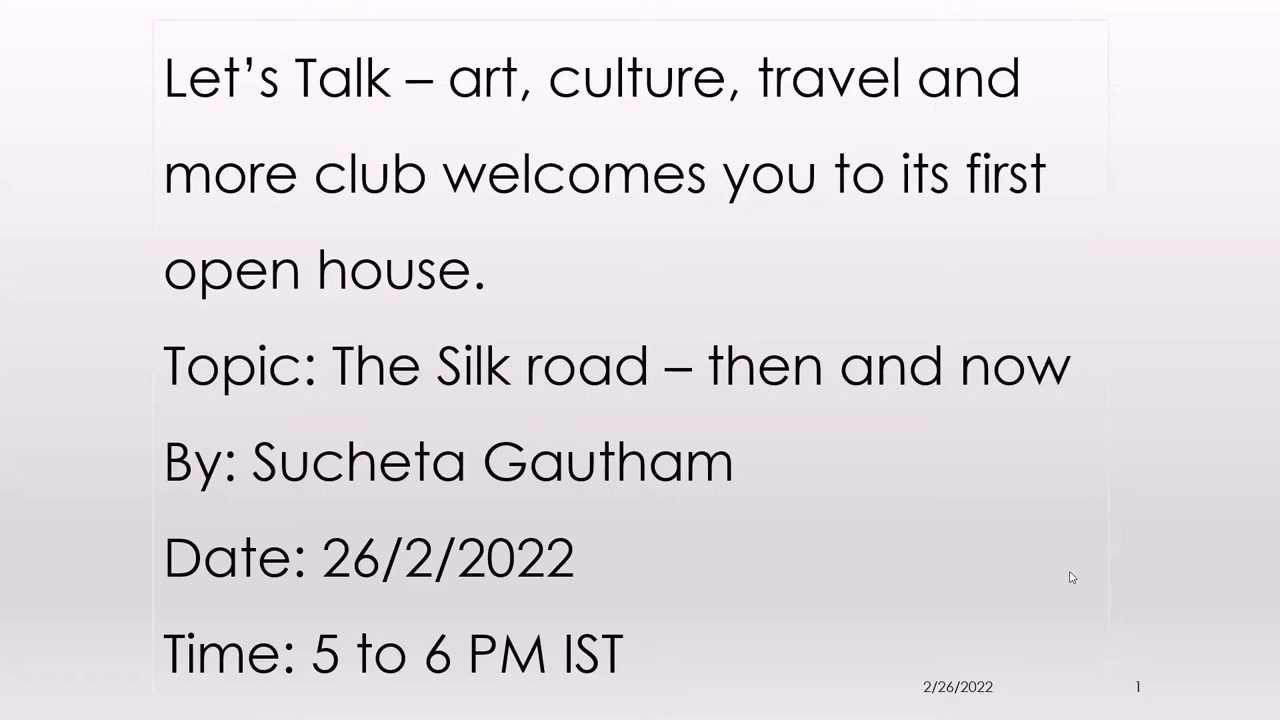 Let’s Talk – art, culture, travel and
more club welcomes you to its first
open house.
Topic: The Silk road – then and now
By: Sucheta Gautham
Date: 26/2/2022
Time: 5 to 6 PM IST
2/26/2022
1